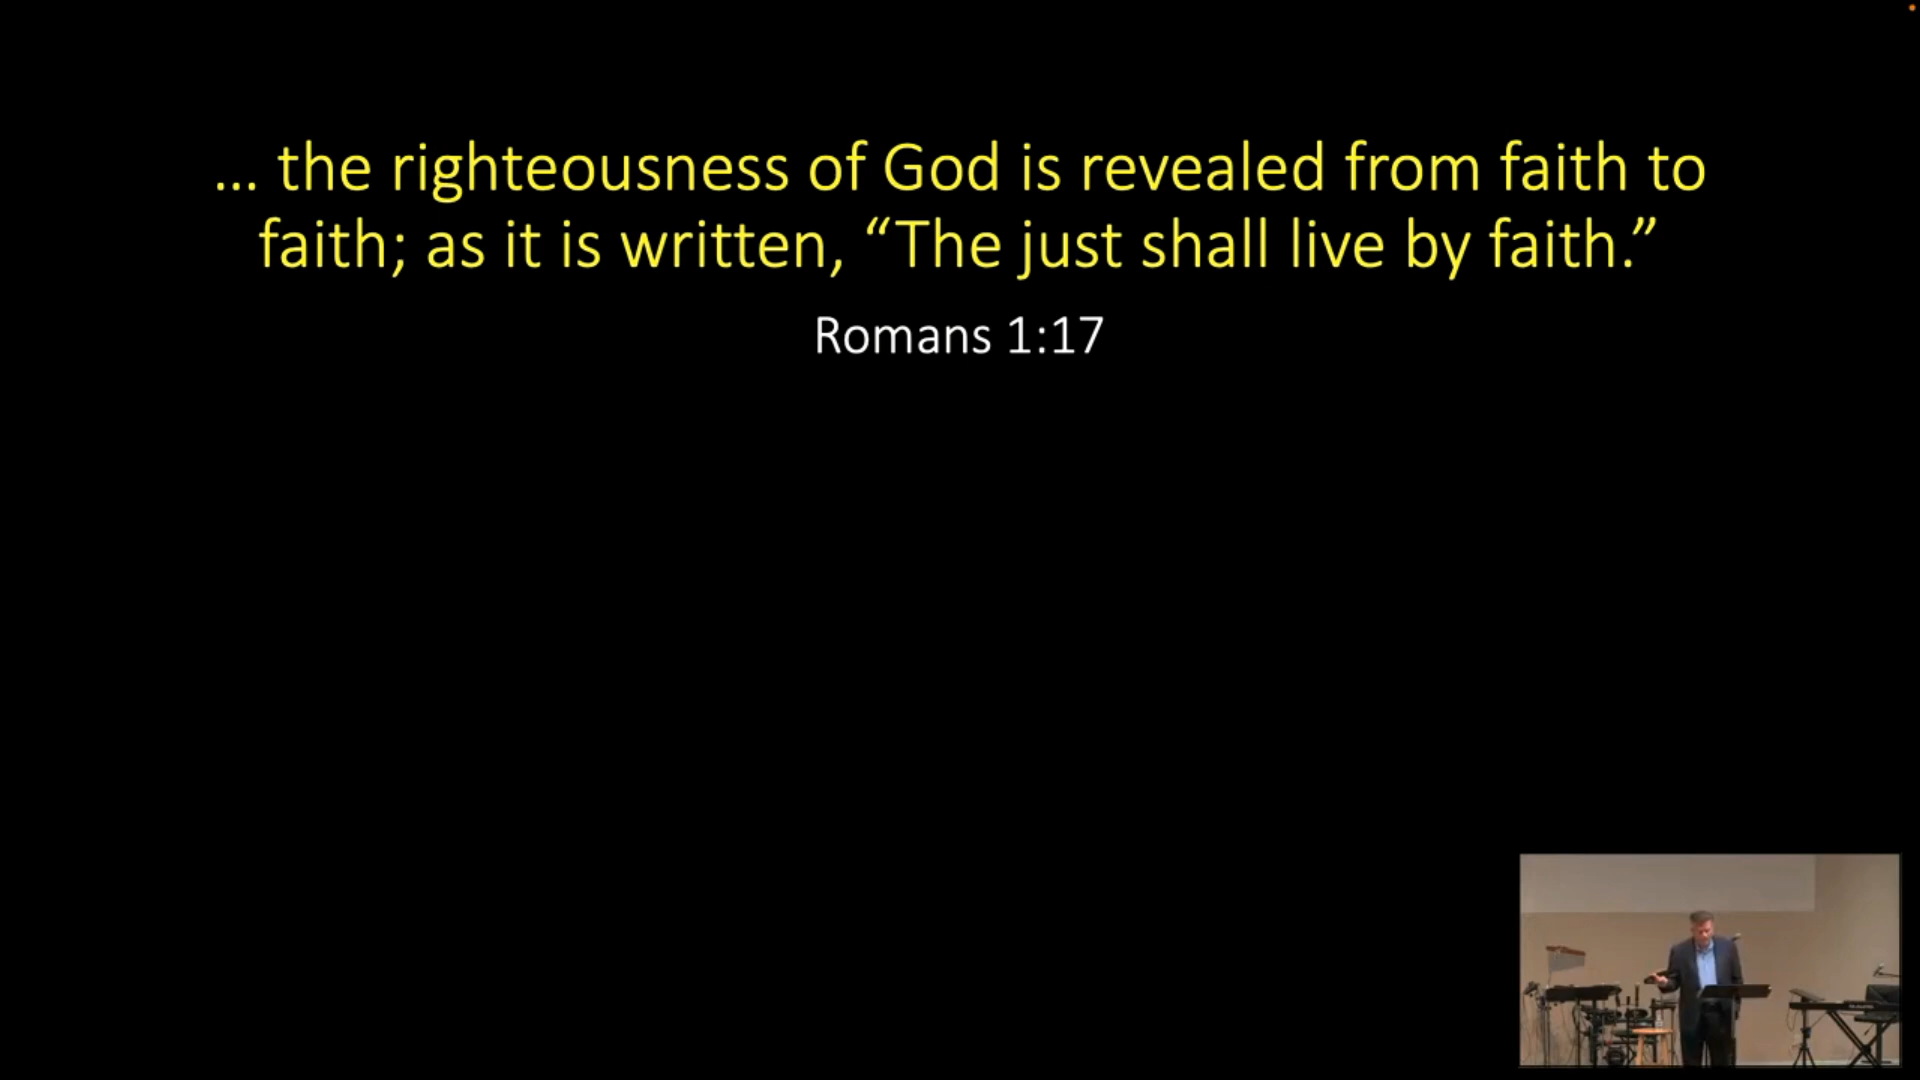 ... the righteousness of God is revealed from faith to
faith; as it is written, “The just shall live by faith.”
Romans 1:17